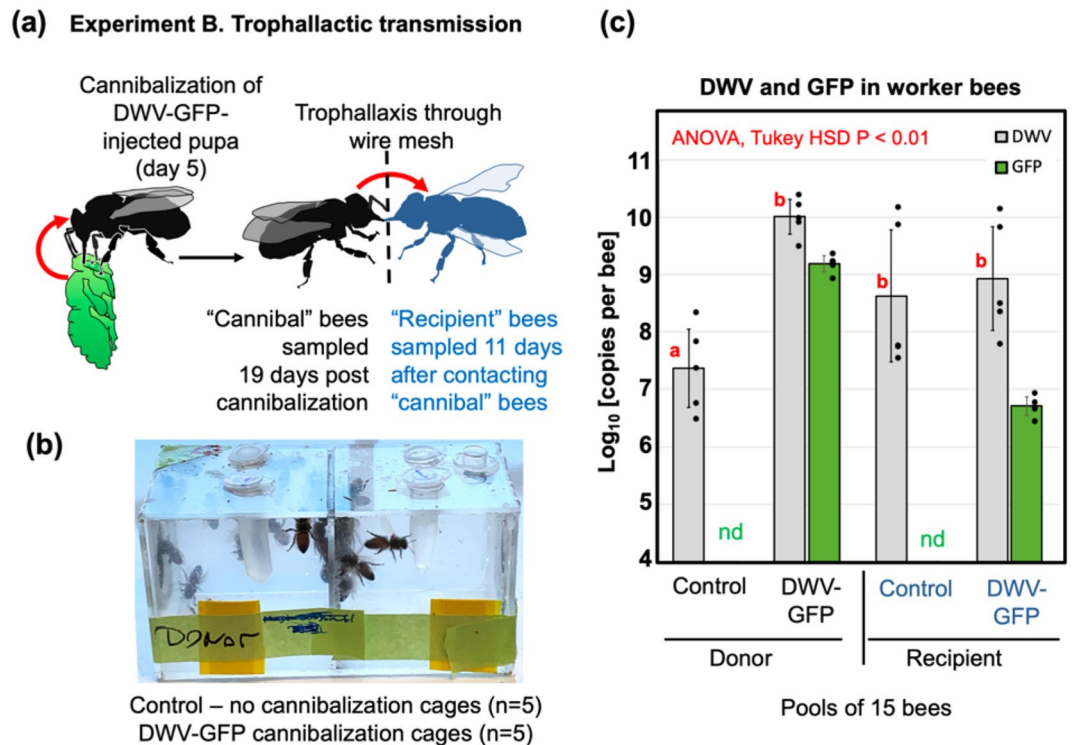 (a) Experiment B. Trophallactic transmission
Cannibalization of
DWV-GFP-
injected pupa
(day 5)
Trophallaxis through
wire mesh
“Cannibal” bees
sampled
19 days post
cannibalization
“Recipient” bees
sampled 11 days
after contacting
“cannibal” bees
(b)
DONOR
Control – no cannibalization cages (n=5)
DWV-GFP cannibalization cages (n=5)
(c)
DWV and GFP in worker bees
ANOVA, Tukey HSD P < 0.01
DWV
GFP
Log10 [copies per bee]
11
10
9
8
7
6
5
4
a
b
b
b
nd
nd
Control
DWV-
GFP
Control
DWV-
GFP
Donor
Recipient
Pools of 15 bees